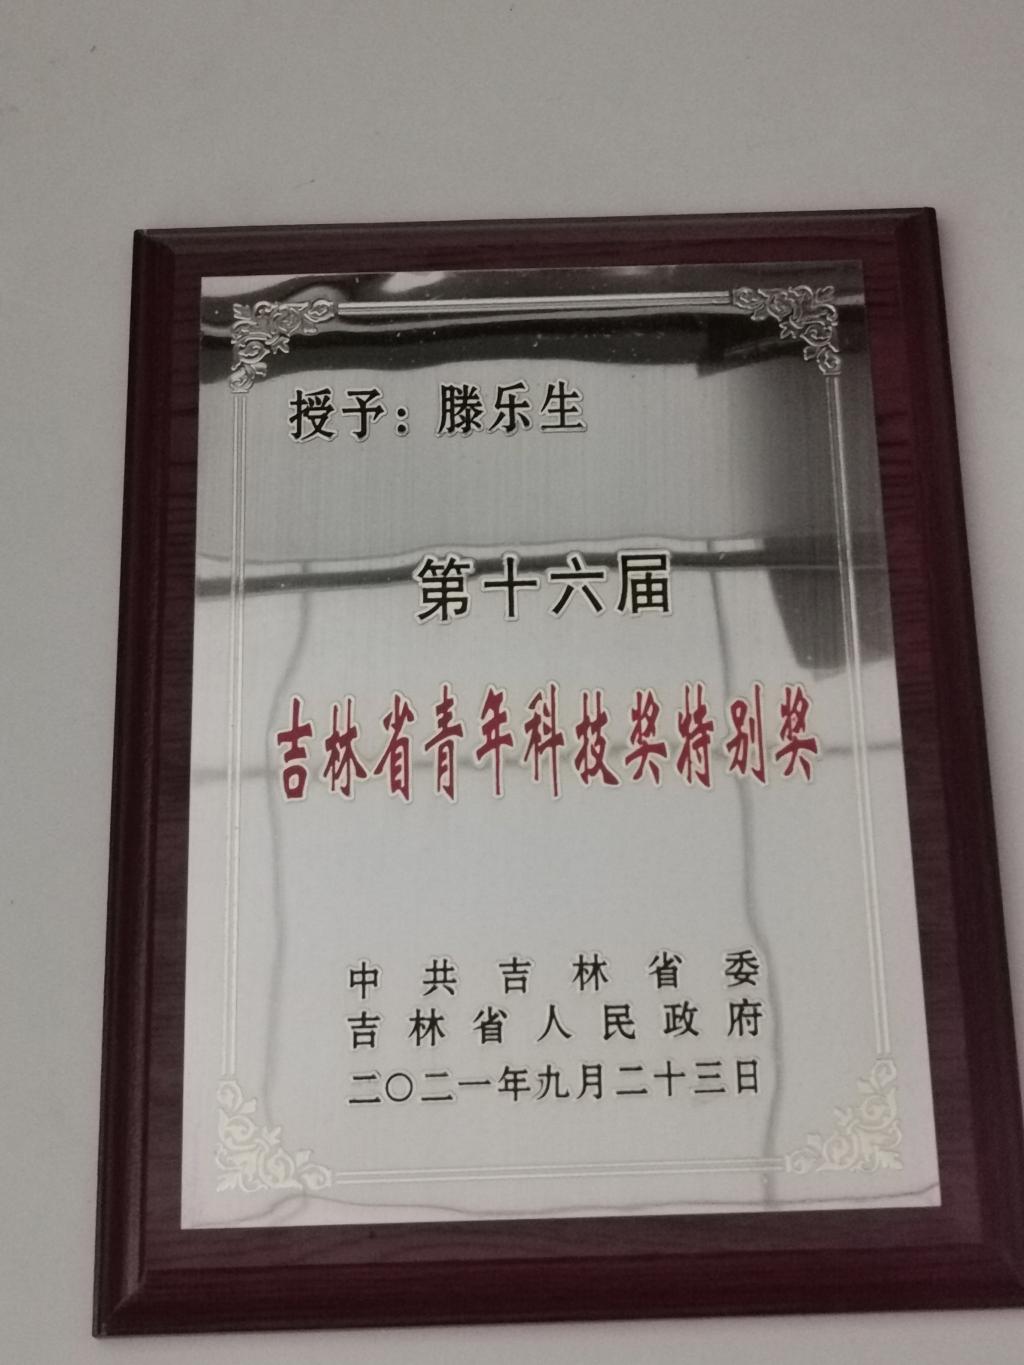 授予：滕乐生
第十六届
吉林省青年科技奖特别奖
中共吉林省委
吉林省人民政府
二〇二一年九月二十三日